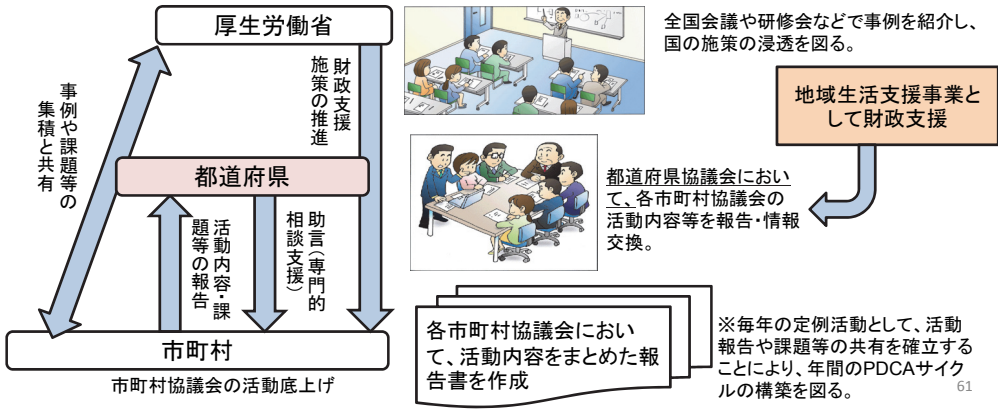 厚生労働省
事例や課題等の
集積と共有
財政支援
施策の推進
都道府県
活動内容・課
題等の報告
助言(専門的
相談支援)
市町村
市町村協議会の活動底上げ
全国会議や研修会などで事例を紹介し、
国の施策の浸透を図る。
地域生活支援事業と
して財政支援
都道府県協議会におい
て、各市町村協議会の
活動内容等を報告・情報
交換。
各市町村協議会におい
て、活動内容をまとめた報
告書を作成
※毎年の定例活動として、活動
報告や課題等の共有を確立する
ことにより、年間のPDCAサイク
ルの構築を図る。
61